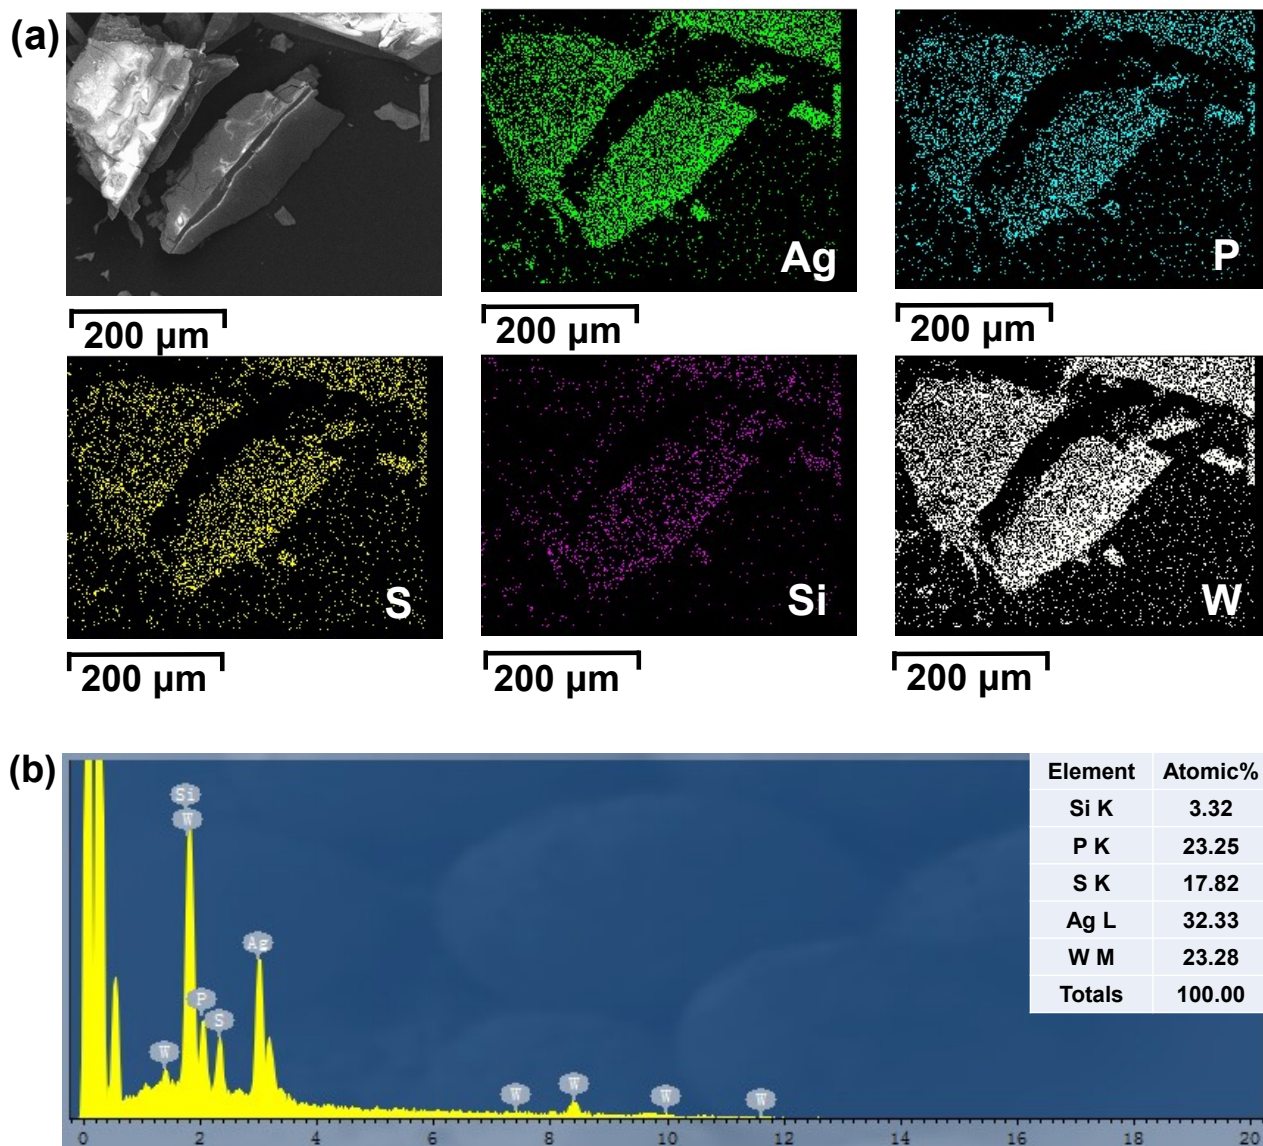 (a)
Ag
P
200 μm
200 μm
200 μm
S
Si
W
200 μm
200 μm
200 μm
(b)
Element Atomic%
Si K 3.32
P K 23.25
S K 17.82
Ag L 32.33
W M 23.28
Totals 100.00
Si
W
Ag
P
S
W
W
W
W
W
0 2 4 6 8 10 12 14 16 18 20